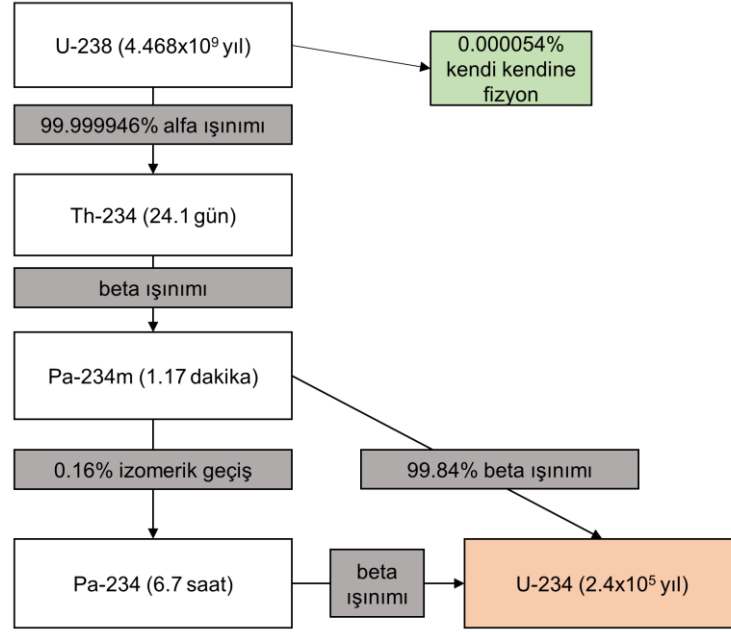 U-238 (4.468x10⁹ yıl)
0.000054%
kendi kendine
fizyon
99.999946% alfa ışınımı
Th-234 (24.1 gün)
beta ışınımı
Pa-234m (1.17 dakika)
0.16% izomerik geçiş
99.84% beta ışınımı
Pa-234 (6.7 saat)
beta
ışınımı
U-234 (2.4x10⁵ yıl)